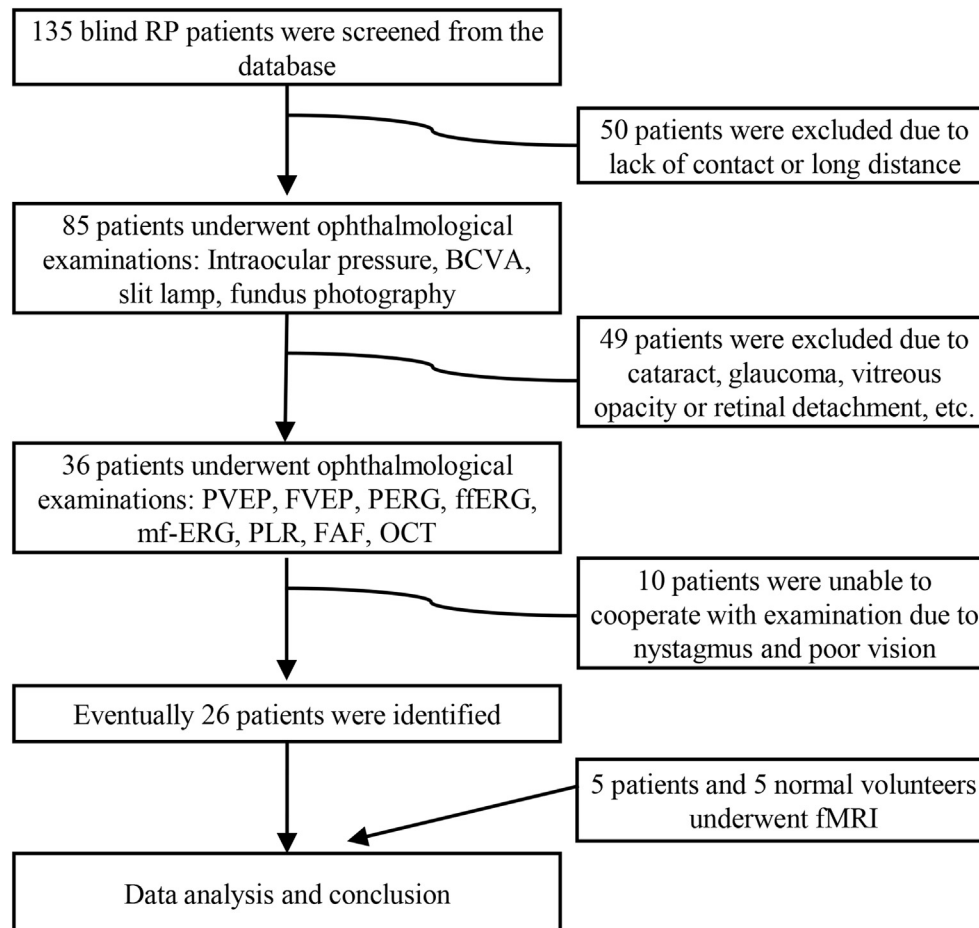 135 blind RP patients were screened from the
database
50 patients were excluded due to
lack of contact or long distance
85 patients underwent ophthalmological
examinations: Intraocular pressure, BCVA,
slit lamp, fundus photography
49 patients were excluded due to
cataract, glaucoma, vitreous
opacity or retinal detachment, etc.
36 patients underwent ophthalmological
examinations: PVEP, FVEP, PERG, ffERG,
mf-ERG, PLR, FAF, OCT
10 patients were unable to
cooperate with examination due to
nystagmus and poor vision
Eventually 26 patients were identified
5 patients and 5 normal volunteers
underwent fMRI
Data analysis and conclusion